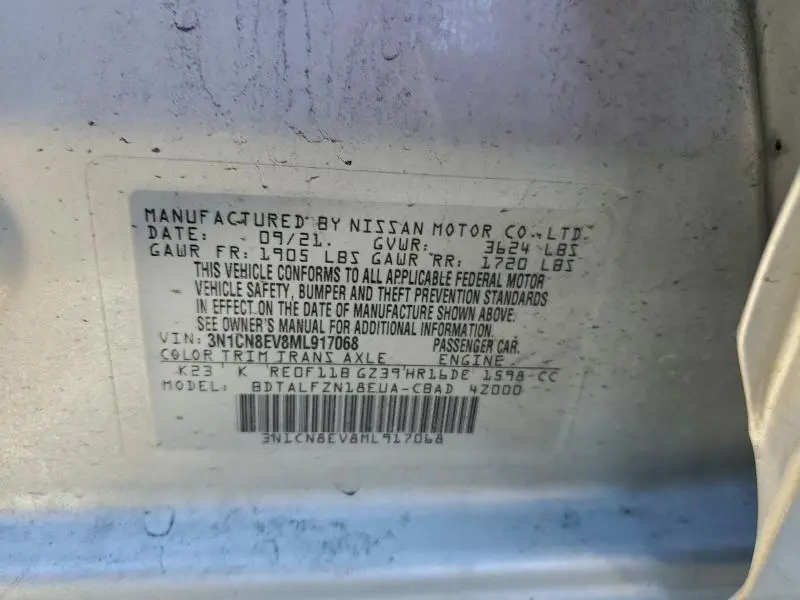 MANUFACTURED BY NISSAN MOTOR CO., LTD.
DATE: 09/21. GVWR: 3624 LBS
GAWR FR: 1905 LBS GAWR RR: 1720 LBS
THIS VEHICLE CONFORMS TO ALL APPLICABLE FEDERAL MOTOR
VEHICLE SAFETY, BUMPER AND THEFT PREVENTION STANDARDS
IN EFFECT ON THE DATE OF MANUFACTURE SHOWN ABOVE.
SEE OWNER'S MANUAL FOR ADDITIONAL INFORMATION.
VIN: 3N1CN8EV8ML917068 PASSENGER CAR.
COLOR TRIM TRANS AXLE ENGINE
K23 K RE0F11B GZ39 HR16DE 1598 CC
MODEL: BDTALFZN18EUA-CBAD 4Z000
3N1CN8EV8ML917068